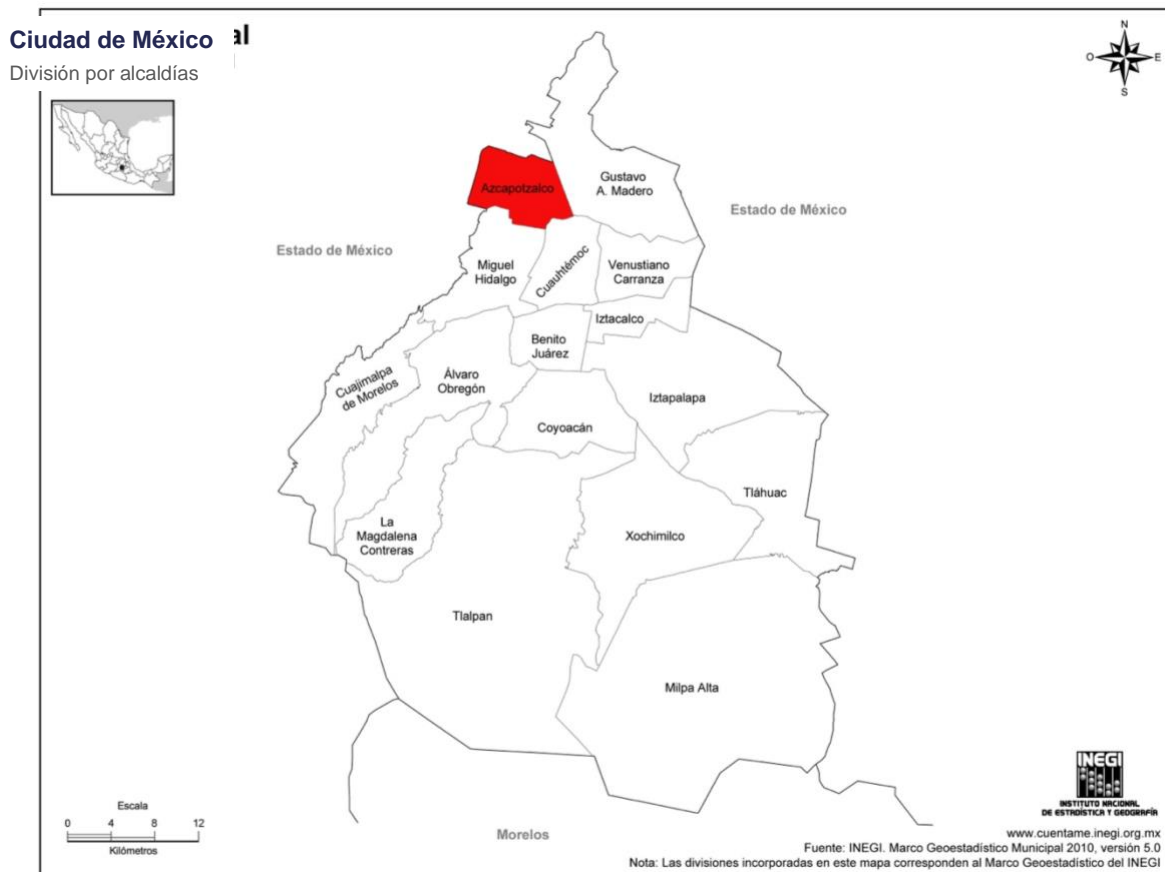 Ciudad de México
al
División por alcaldías
N
O
E
S
Azcapotzalco
Gustavo
A. Madero
Estado de México
Estado de México
Miguel
Hidalgo
Cuauhtémoc
Venustiano
Carranza
Iztacalco
Benito
Juárez
Cuajimalpa
de Morelos
Álvaro
Obregón
Iztapalapa
Coyoacán
Tláhuac
La
Magdalena
Contreras
Xochimilco
Tlalpan
Milpa Alta
Escala
0 4 8 12
Kilómetros
Morelos
INEGI
INSTITUTO NACIONAL
DE ESTADÍSTICA Y GEOGRAFÍA
www.cuentame.inegi.org.mx
Fuente: INEGI. Marco Geoestadístico Municipal 2010, versión 5.0
Nota: Las divisiones incorporadas en este mapa corresponden al Marco Geoestadístico del INEGI